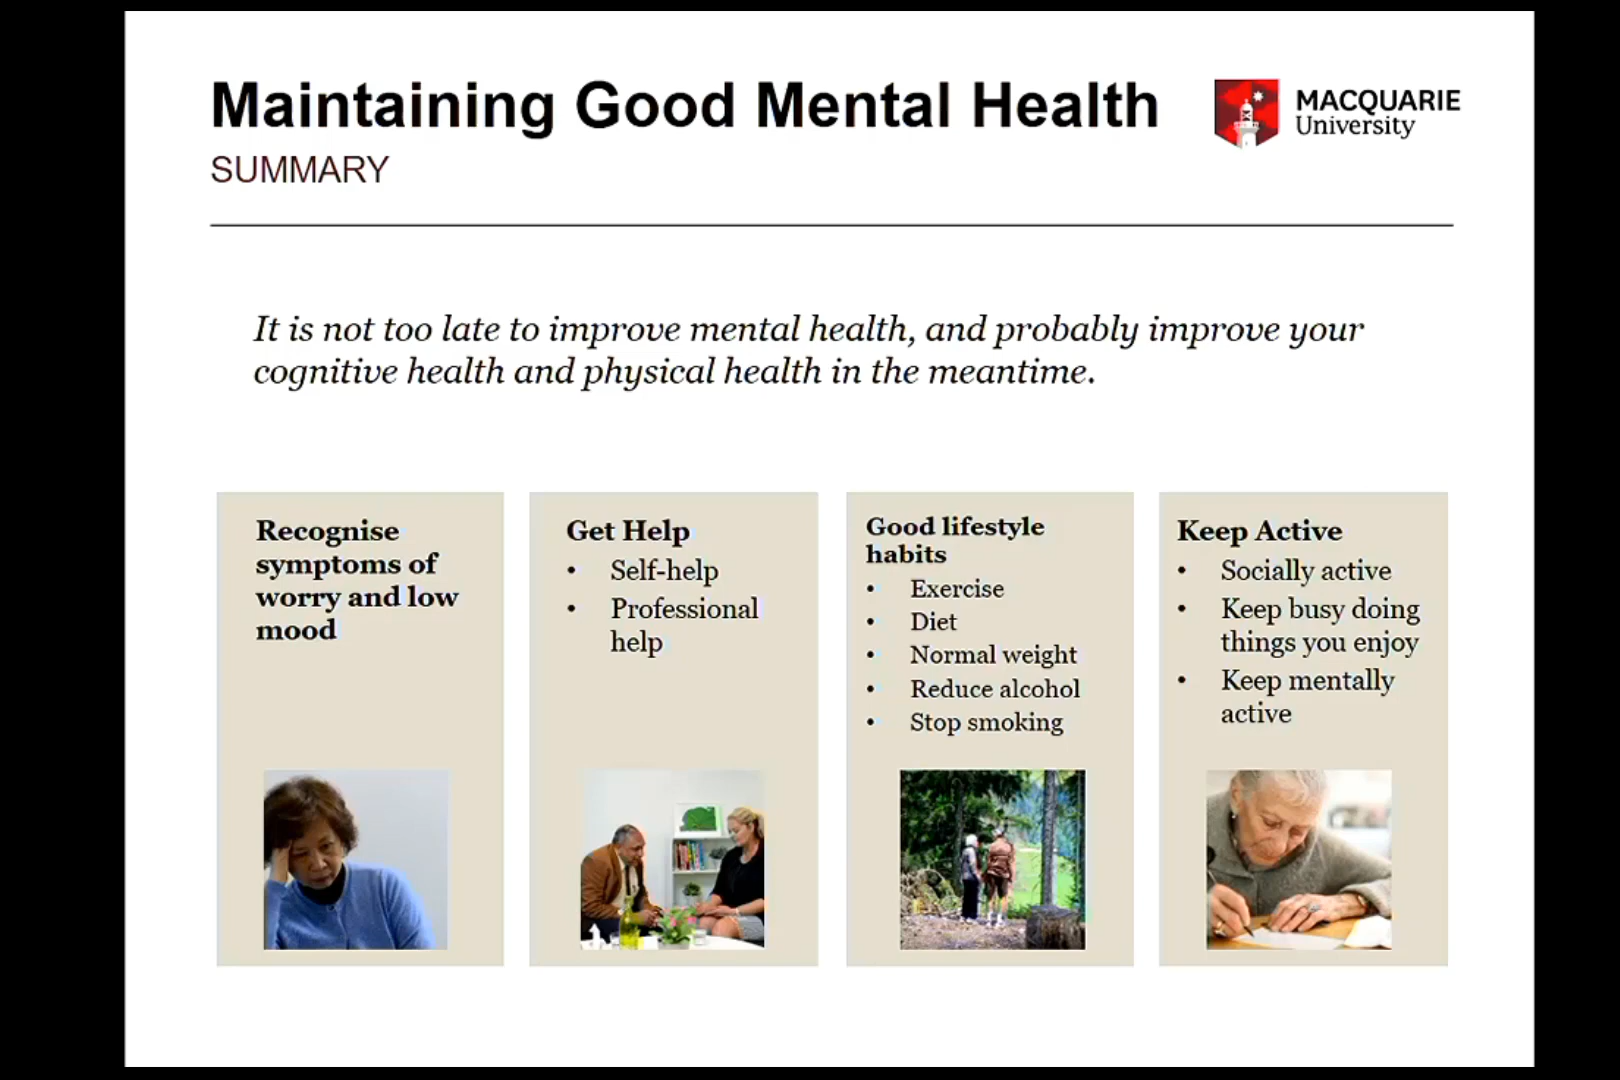 Maintaining Good Mental Health
SUMMARY
MACQUARIE
University
It is not too late to improve mental health, and probably improve your
cognitive health and physical health in the meantime.
Recognise
symptoms of
worry and low
mood
Get Help
• Self-help
• Professional
help
Good lifestyle
habits
• Exercise
• Diet
• Normal weight
• Reduce alcohol
• Stop smoking
Keep Active
• Socially active
• Keep busy doing
things you enjoy
• Keep mentally
active